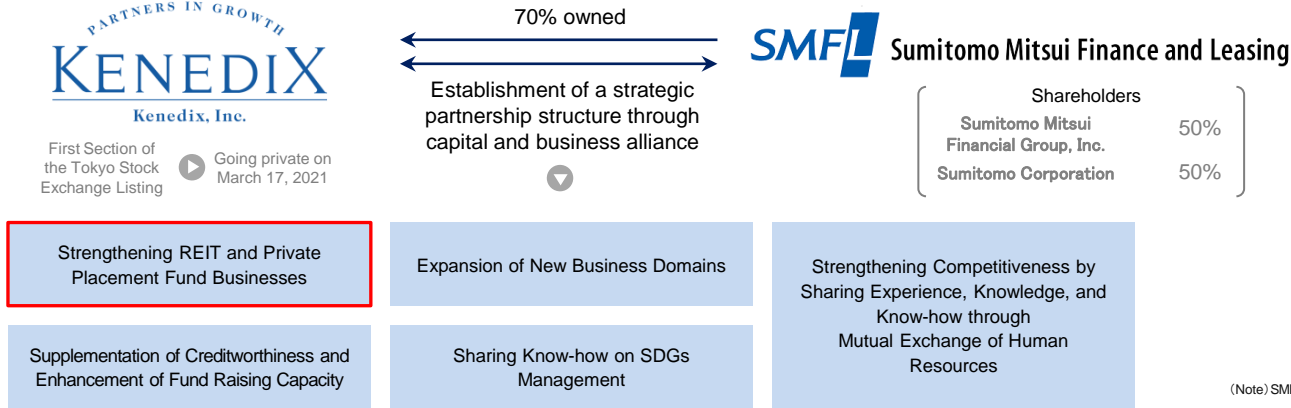 PARTNERS IN GROWTH
KENEDIX
Kenedix, Inc.
First Section of
the Tokyo Stock
Exchange Listing
Going private on
March 17, 2021
70% owned
Establishment of a strategic
partnership structure through
capital and business alliance
SMFL Sumitomo Mitsui Finance and Leasing
Shareholders
Sumitomo Mitsui
Financial Group, Inc.
50%
Sumitomo Corporation
50%
Strengthening REIT and Private
Placement Fund Businesses
Expansion of New Business Domains
Strengthening Competitiveness by
Sharing Experience, Knowledge, and
Know-how through
Mutual Exchange of Human
Resources
Supplementation of Creditworthiness and
Enhancement of Fund Raising Capacity
Sharing Know-how on SDGs
Management
(Note)